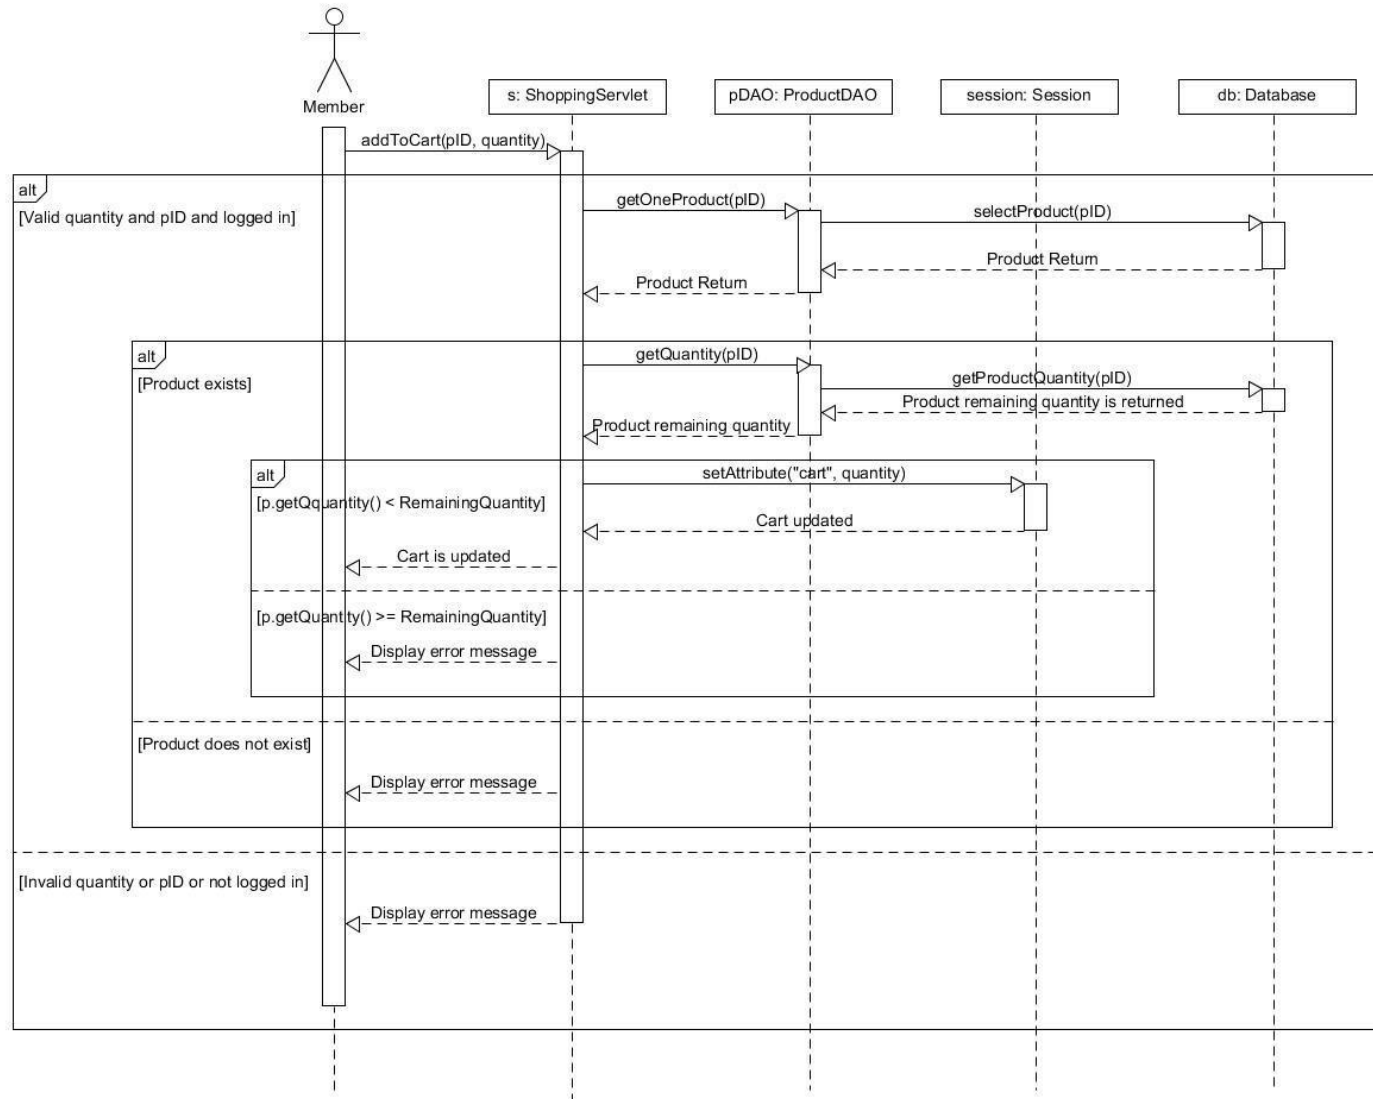 Member
s: ShoppingServlet
pDAO: ProductDAO
session: Session
db: Database
addToCart(pID, quantity)
alt
[Valid quantity and pID and logged in]
getOneProduct(pID)
selectProduct(pID)
Product Return
Product Return
alt
[Product exists]
getQuantity(pID)
getProductQuantity(pID)
Product remaining quantity is returned
Product remaining quantity
alt
[p.getQquantity() < RemainingQuantity]
setAttribute("cart", quantity)
Cart updated
Cart is updated
[p.getQuantity() >= RemainingQuantity]
Display error message
[Product does not exist]
Display error message
[Invalid quantity or pID or not logged in]
Display error message